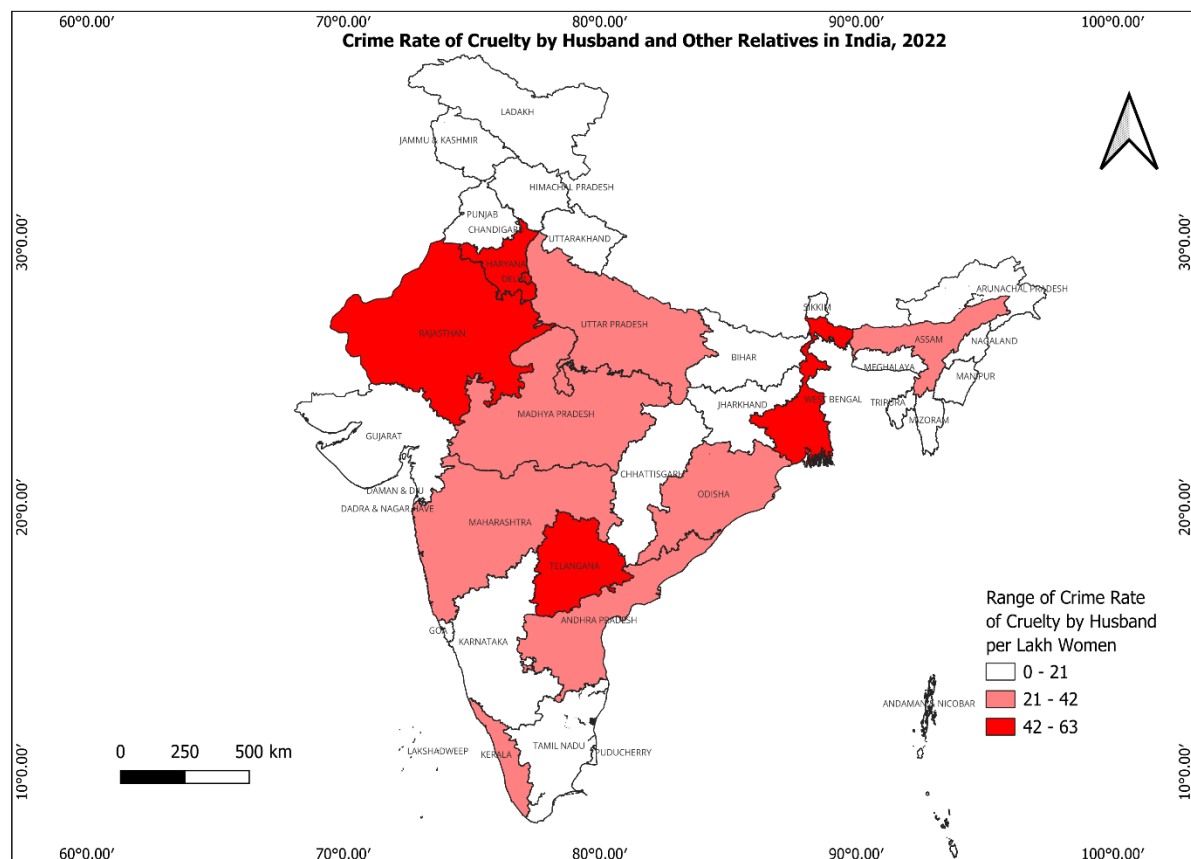 60°0.00' 70°0.00' 80°0.00' 90°0.00' 100°0.00'
Crime Rate of Cruelty by Husband and Other Relatives in India, 2022
LADAKH
JAMMU & KASHMIR
HIMACHAL PRADESH
PUNJAB
CHANDIGAR
UTTARAKHAND
30°0.00' 30°0.00'
HARYANA
DELHI
ARUNACHAL PRADESH
SIKKIM
UTTAR PRADESH
RAJASTHAN
ASSAM
NAGALAND
BIHAR
MEGHALAYA
MANIPUR
JHARKHAND
WEST BENGAL
TRIPURA
MADHYA PRADESH
MIZORAM
GUJARAT
CHHATTISGARH
DAMAN & DIU
ODISHA
20°0.00' 20°0.00'
DADRA & NAGAR HAVE
MAHARASHTRA
TELANGANA
ANDHRA PRADESH
GOA
KARNATAKA
Range of Crime Rate
of Cruelty by Husband
per Lakh Women
0 - 21
21 - 42
42 - 63
ANDAMAN NICOBAR
TAMIL NADU
PUDUCHERRY
LAKSHADWEEP
KERALA
0 250 500 km
10°0.00' 10°0.00'
60°0.00' 70°0.00' 80°0.00' 90°0.00' 100°0.00'